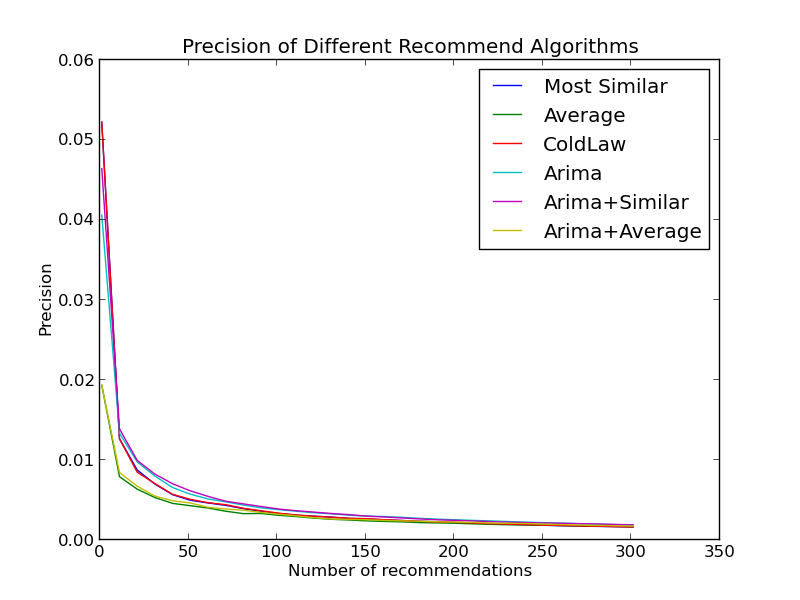 Precision of Different Recommend Algorithms
0.06
0.05
0.04
0.03
0.02
0.01
0.00
Precision
Most Similar
Average
ColdLaw
Arima
Arima+Similar
Arima+Average
0 50 100 150 200 250 300 350
Number of recommendations